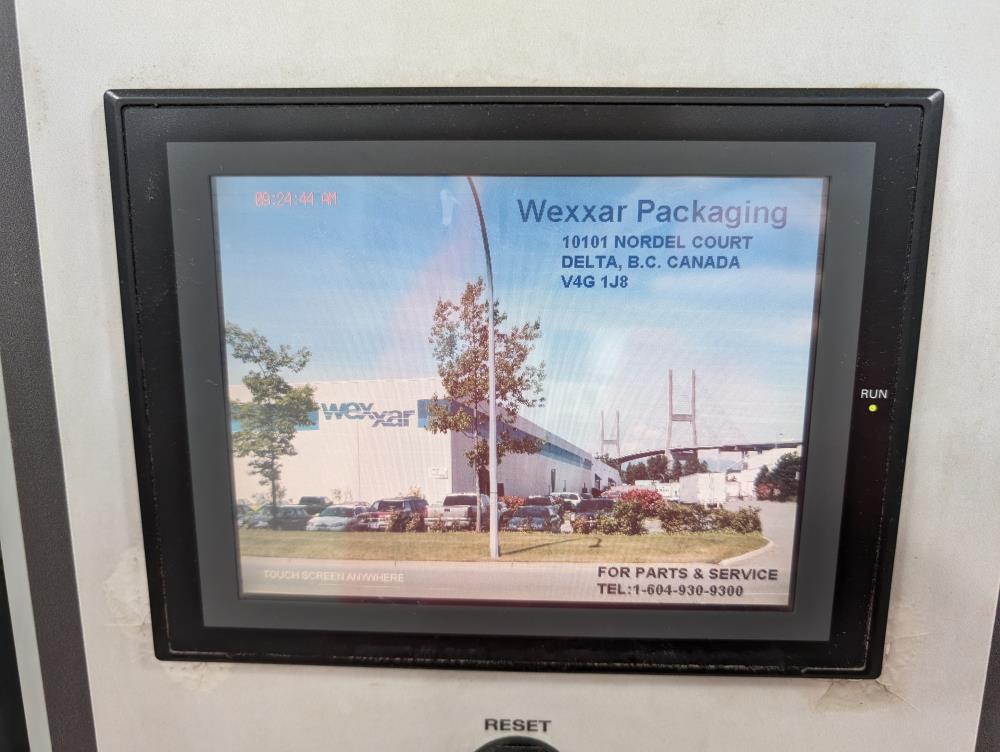 09:24:44 AM
Wexxar Packaging
10101 NORDEL COURT
DELTA, B.C. CANADA
V4G 1J8
wexxar
RUN
TOUCH SCREEN ANYWHERE
FOR PARTS & SERVICE
TEL:1-604-930-9300
RESET